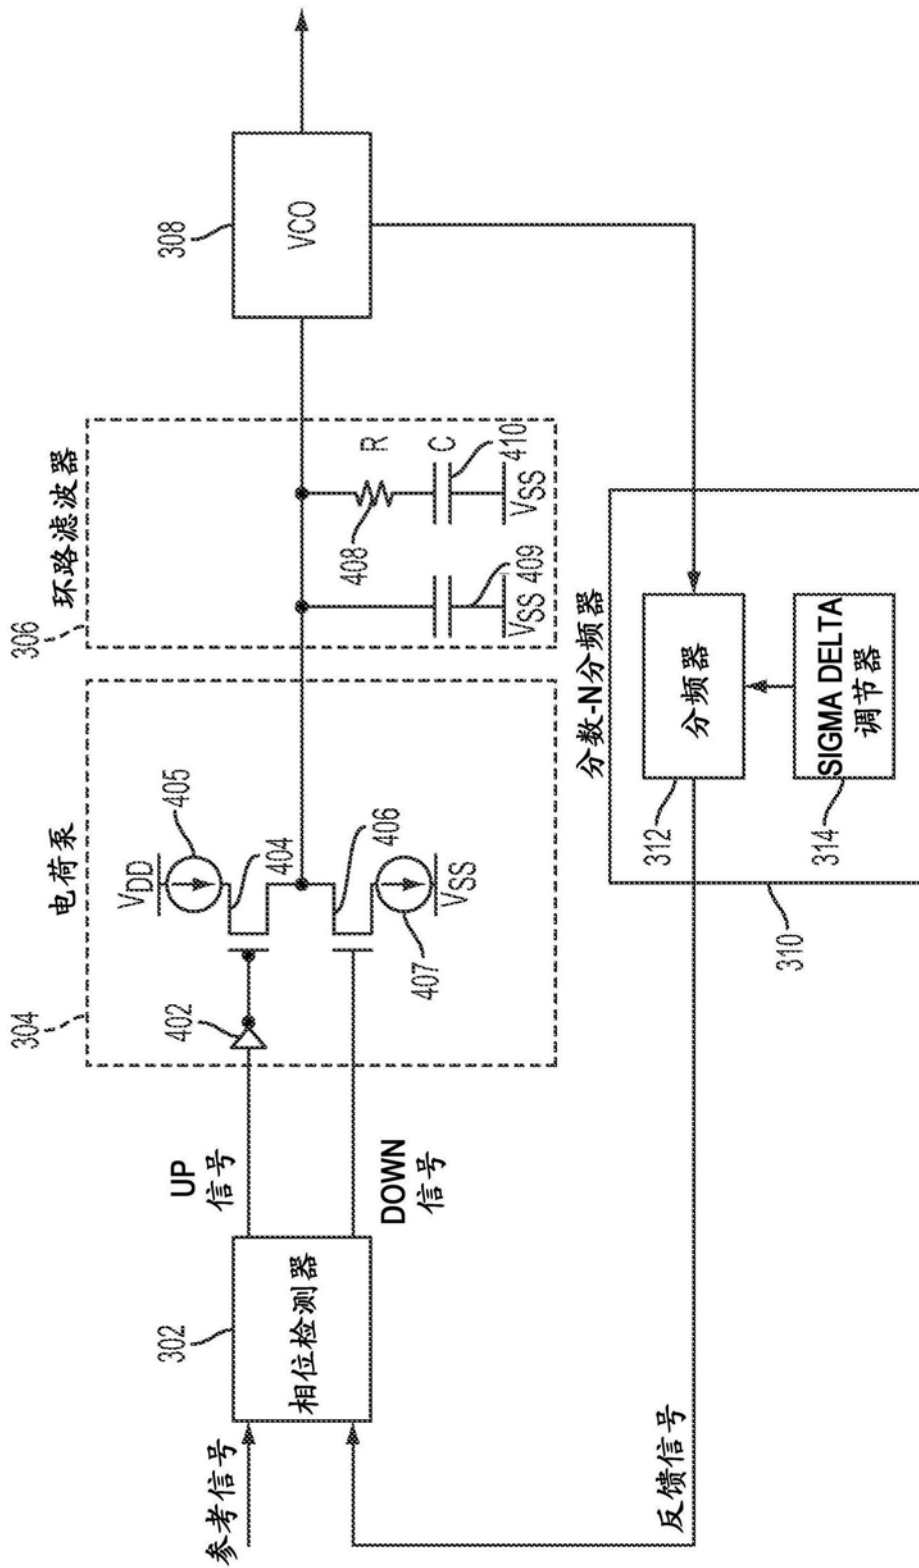 参考信号
302
相位检测器
UP
信号
DOWN
信号
304
电荷泵
402
VDD
405
404
406
407
VSS
306
环路滤波器
R
408
C
410
VSS
409
VSS
308
VCO
分数-N分频器
分频器
312
SIGMA DELTA
调节器
314
310
反馈信号